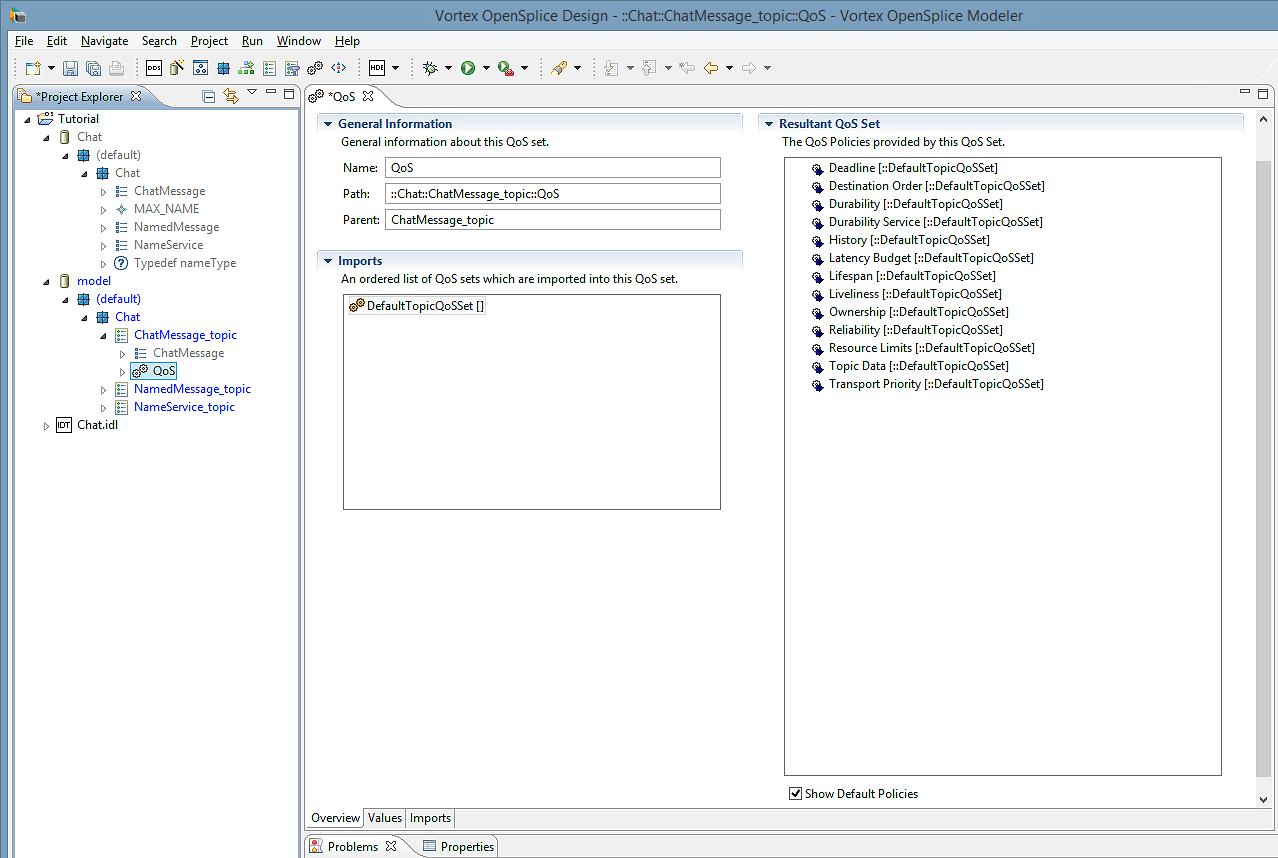 Vortex OpenSplice Design - ::Chat::ChatMessage_topic::QoS - Vortex OpenSplice Modeler
File Edit Navigate Search Project Run Window Help
DDS HDE
*Project Explorer
Tutorial
Chat
(default)
Chat
ChatMessage
MAX_NAME
NamedMessage
NameService
? Typedef nameType
model
(default)
Chat
ChatMessage_topic
ChatMessage
QoS
NamedMessage_topic
NameService_topic
IDT Chat.idl
*QoS
General Information
General information about this QoS set.
Name: QoS
Path: ::Chat::ChatMessage_topic::QoS
Parent: ChatMessage_topic
Imports
An ordered list of QoS sets which are imported into this QoS set.
DefaultTopicQoSSet []
Resultant QoS Set
The QoS Policies provided by this QoS Set.
Deadline [::DefaultTopicQoSSet]
Destination Order [::DefaultTopicQoSSet]
Durability [::DefaultTopicQoSSet]
Durability Service [::DefaultTopicQoSSet]
History [::DefaultTopicQoSSet]
Latency Budget [::DefaultTopicQoSSet]
Lifespan [::DefaultTopicQoSSet]
Liveliness [::DefaultTopicQoSSet]
Ownership [::DefaultTopicQoSSet]
Reliability [::DefaultTopicQoSSet]
Resource Limits [::DefaultTopicQoSSet]
Topic Data [::DefaultTopicQoSSet]
Transport Priority [::DefaultTopicQoSSet]
Show Default Policies
Overview Values Imports
Problems Properties